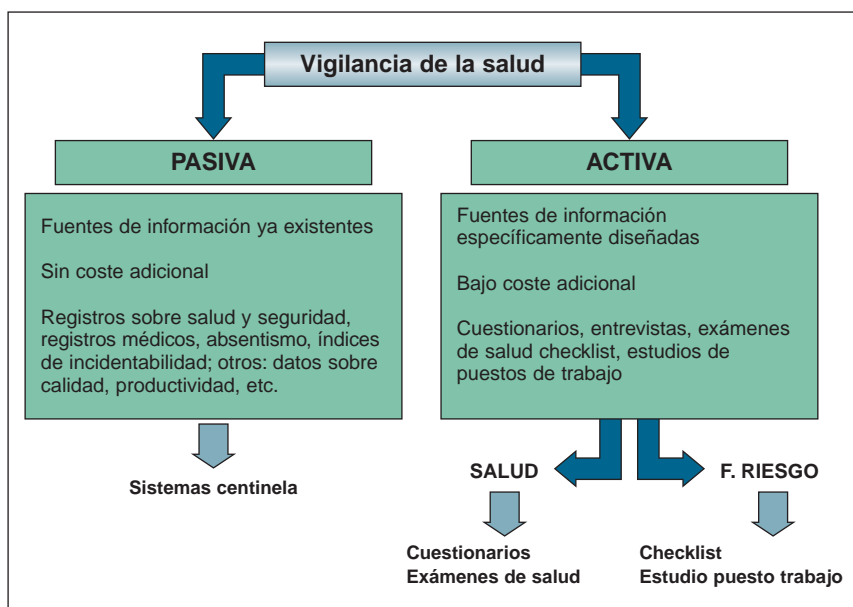 Vigilancia de la salud
PASIVA
Fuentes de información ya existentes
Sin coste adicional
Registros sobre salud y seguridad,
registros médicos, absentismo, índices
de incidentabilidad; otros: datos sobre
calidad, productividad, etc.
Sistemas centinela
ACTIVA
Fuentes de información
específicamente diseñadas
Bajo coste adicional
Cuestionarios, entrevistas, exámenes
de salud checklist, estudios de
puestos de trabajo
SALUD
Cuestionarios
Exámenes de salud
F. RIESGO
Checklist
Estudio puesto trabajo